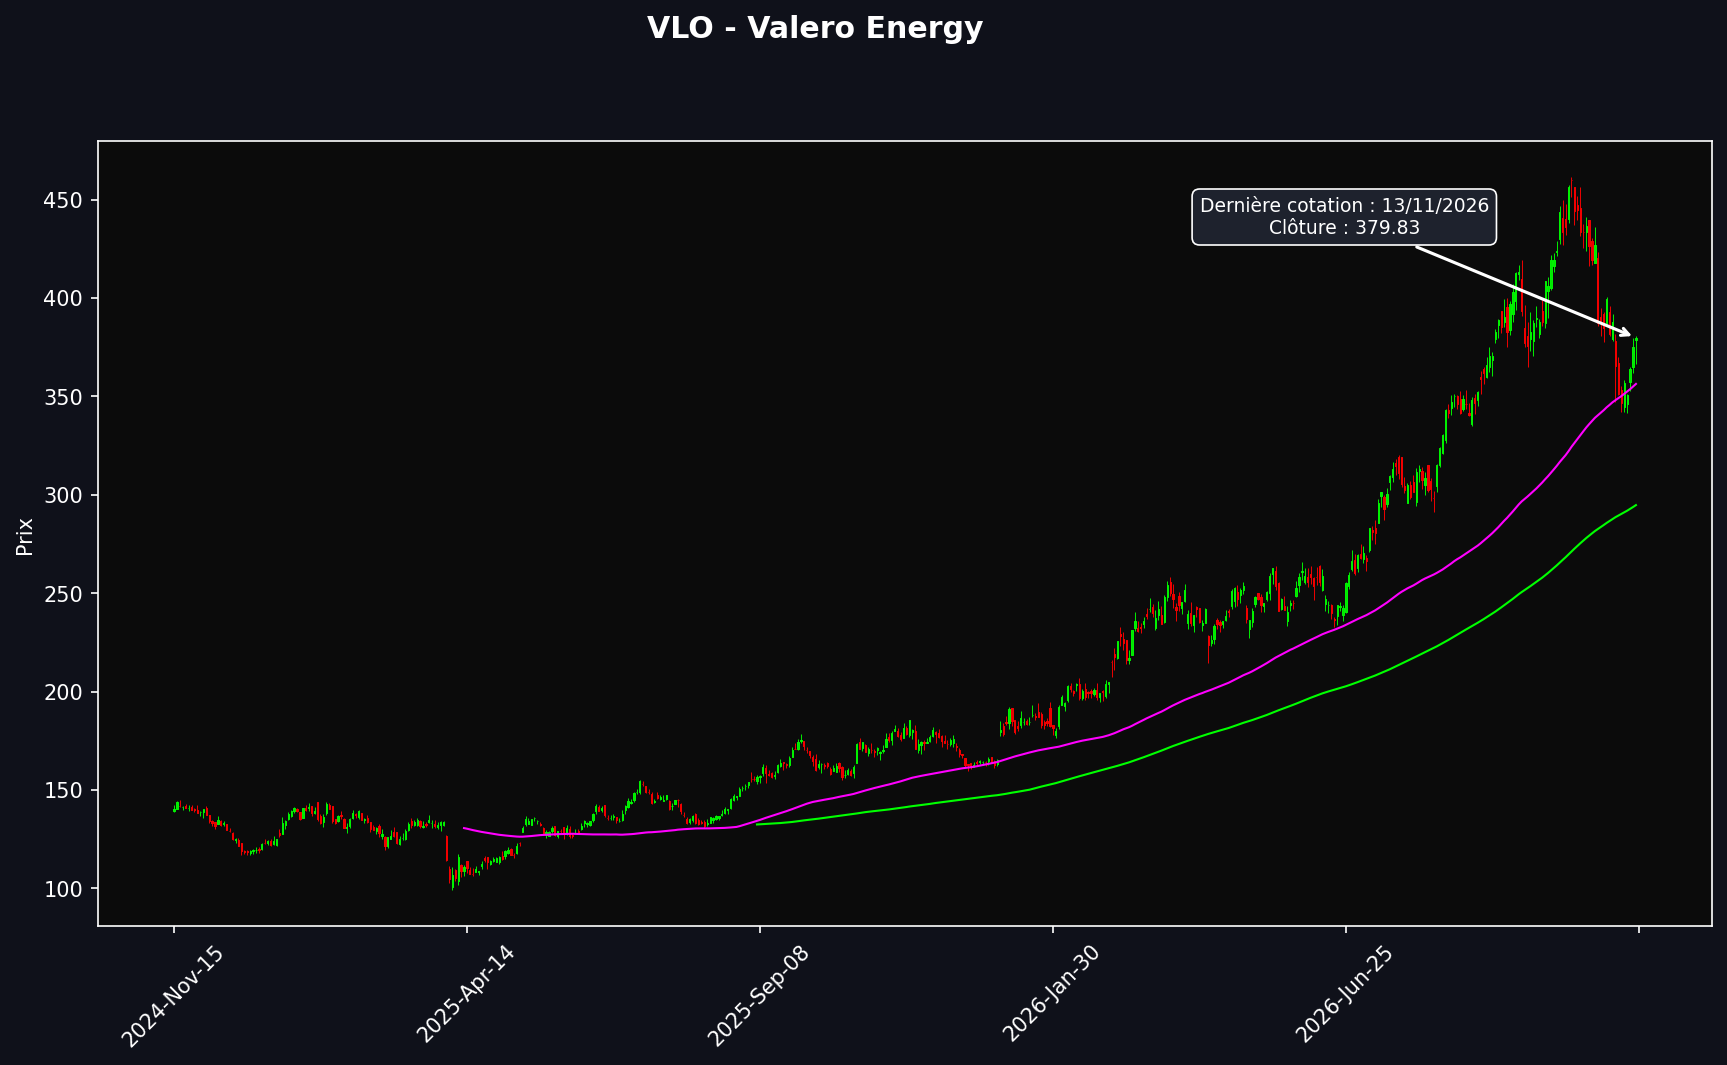 VLO - Valero Energy
Dernière cotation : 13/11/2026
Clôture : 379.83
Prix
450
400
350
300
250
200
150
100
2024-Nov-15
2025-Apr-14
2025-Sep-08
2026-Jan-30
2026-Jun-25